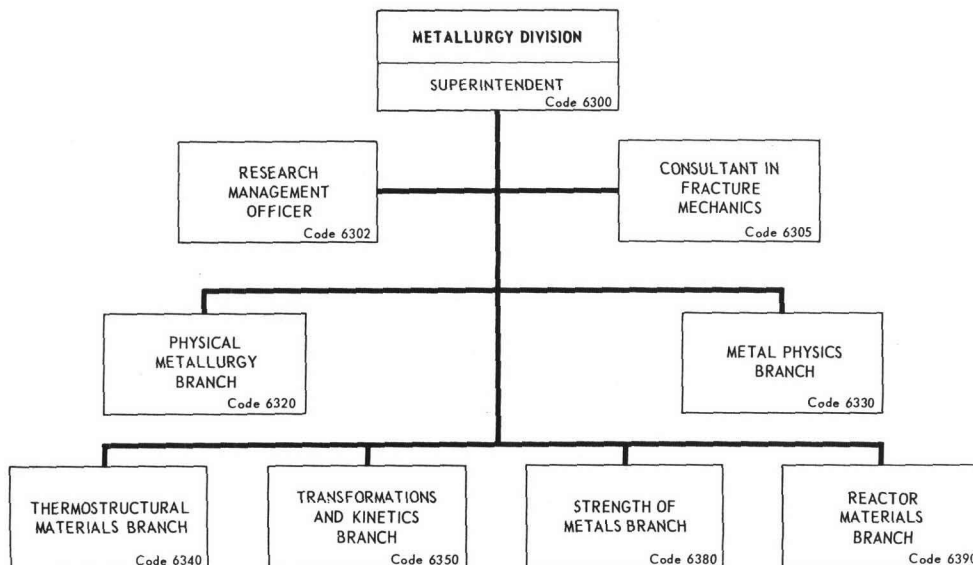 METALLURGY DIVISION
SUPERINTENDENT
Code 6300
RESEARCH
MANAGEMENT
OFFICER
Code 6302
CONSULTANT IN
FRACTURE
MECHANICS
Code 6305
PHYSICAL
METALLURGY
BRANCH
Code 6320
METAL PHYSICS
BRANCH
Code 6330
THERMOSTRUCTURAL
MATERIALS BRANCH
Code 6340
TRANSFORMATIONS
AND KINETICS
BRANCH
Code 6350
STRENGTH OF
METALS BRANCH
Code 6380
REACTOR
MATERIALS
BRANCH
Code 6390